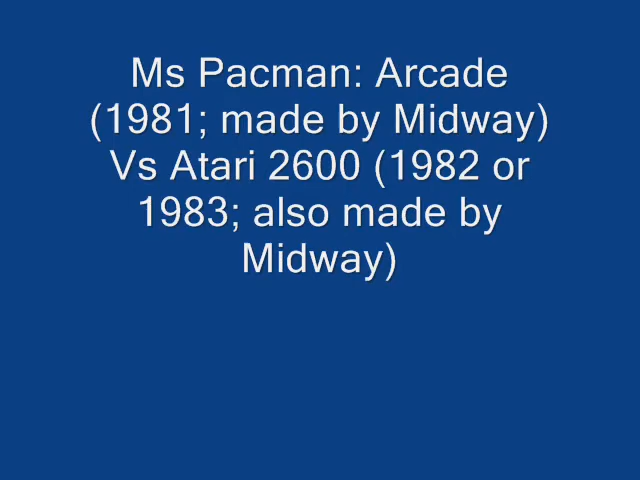 Ms Pacman: Arcade
(1981; made by Midway)
Vs Atari 2600 (1982 or
1983; also made by
Midway)